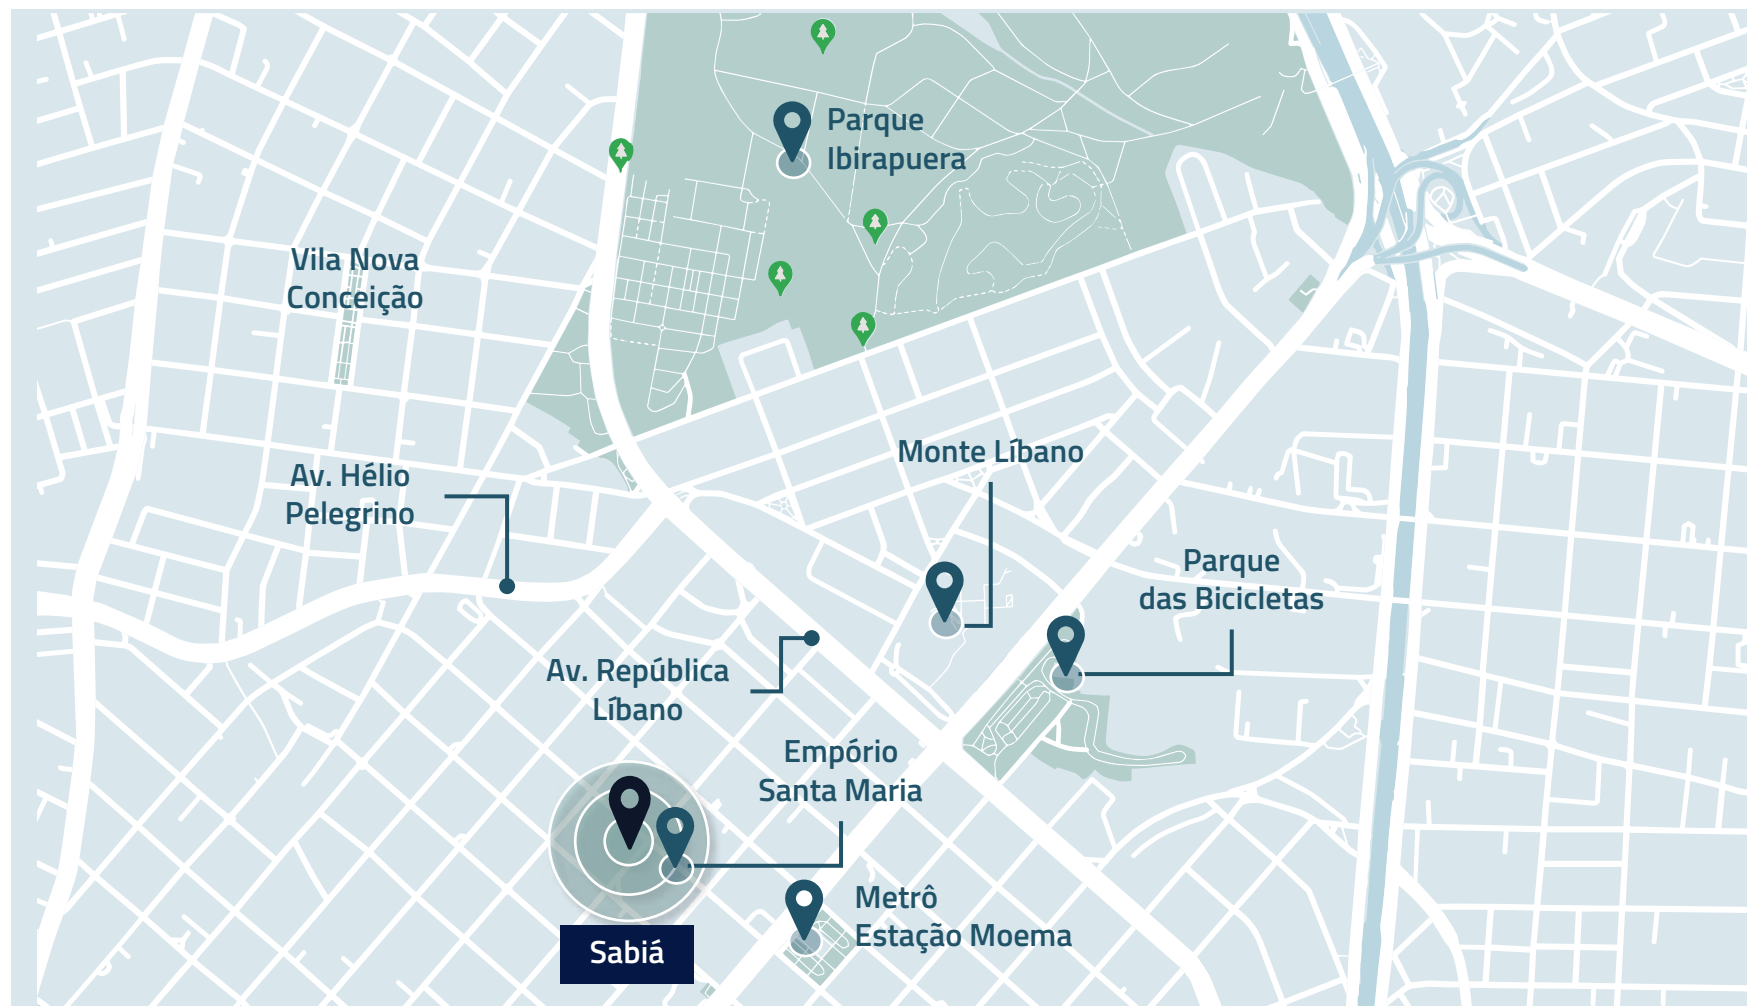 Parque
Ibirapuera
Vila Nova
Conceição
Monte Líbano
Av. Hélio
Pelegrino
Parque
das Bicicletas
Av. República
Líbano
Empório
Santa Maria
Metrô
Estação Moema
Sabiá